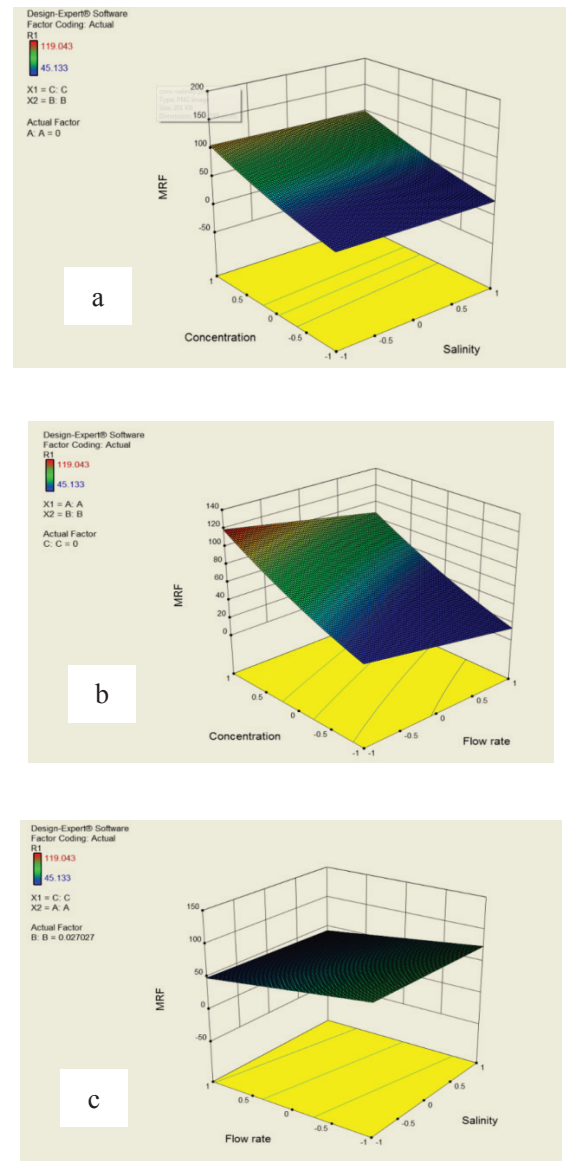 Design-Expert® Software
Factor Coding: Actual
R1
119.043
45.133
X1 = C: C
X2 = B: B
Actual Factor
A: A = 0
200
150
100
50
0
-50
MRF
1
0.5
0
-0.5
-1
-1
-0.5
0
0.5
1
Concentration
Salinity
a
Design-Expert® Software
Factor Coding: Actual
R1
119.043
45.133
X1 = A: A
X2 = B: B
Actual Factor
C: C = 0
140
120
100
80
60
40
20
0
MRF
1
0.5
0
-0.5
-1
-1
-0.5
0
0.5
1
Concentration
Flow rate
b
Design-Expert® Software
Factor Coding: Actual
R1
119.043
45.133
X1 = C: C
X2 = A: A
Actual Factor
B: B = 0.027027
150
100
50
0
-50
MRF
1
0.5
0
-0.5
-1
-1
-0.5
0
0.5
1
Flow rate
Salinity
c